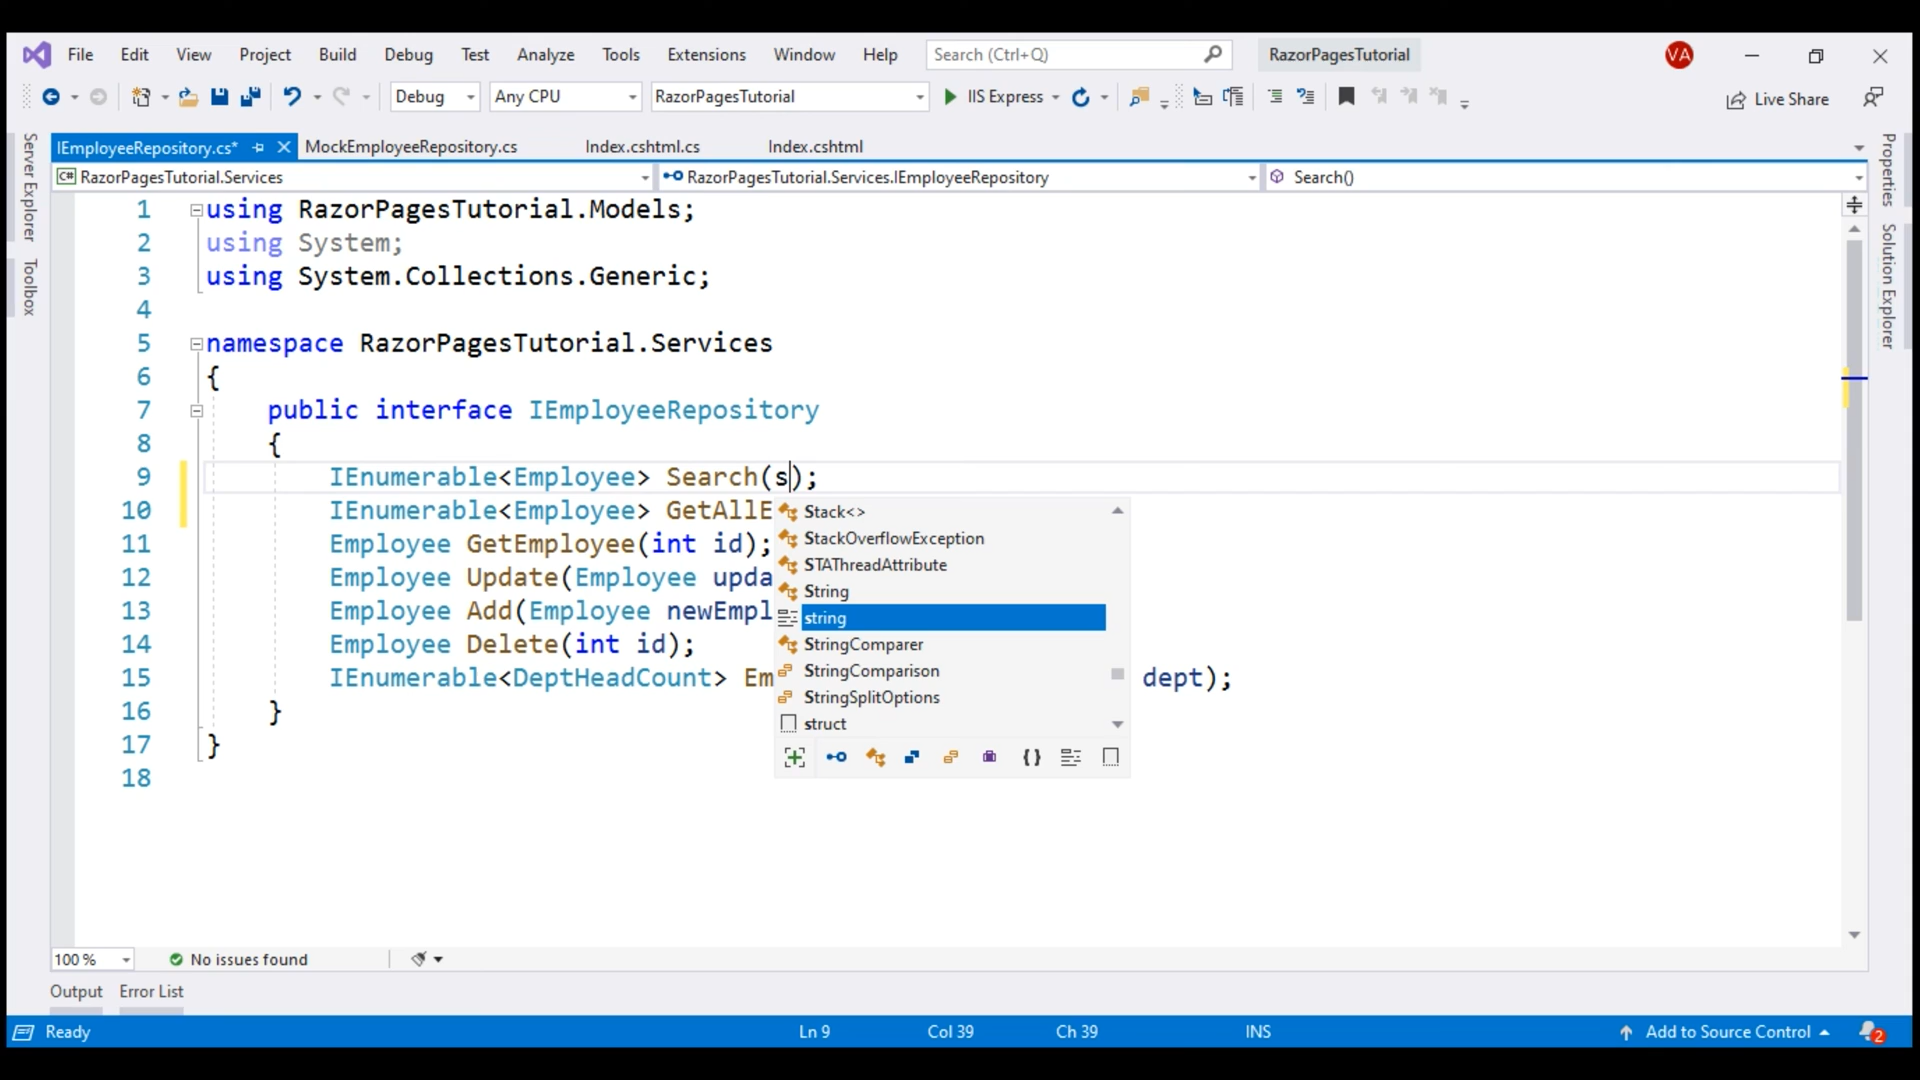 File Edit View Project Build Debug Test Analyze Tools Extensions Window Help Search (Ctrl+Q) RazorPagesTutorial VA
Debug Any CPU RazorPagesTutorial IIS Express Live Share
IEmployeeRepository.cs* MockEmployeeRepository.cs Index.cshtml.cs Index.cshtml
C# RazorPagesTutorial.Services RazorPagesTutorial.Services.IEmployeeRepository Search()
Server Explorer
Toolbox
Properties
Solution Explorer
1 using RazorPagesTutorial.Models;
2 using System;
3 using System.Collections.Generic;
4
5 namespace RazorPagesTutorial.Services
6 {
7 public interface IEmployeeRepository
8 {
9 IEnumerable<Employee> Search(s);
10 IEnumerable<Employee> GetAllE
11 Employee GetEmployee(int id);
12 Employee Update(Employee upda
13 Employee Add(Employee newEmpl
14 Employee Delete(int id);
15 IEnumerable<DeptHeadCount> Em dept);
16 }
17 }
18
Stack<>
StackOverflowException
STAThreadAttribute
String
string
StringComparer
StringComparison
StringSplitOptions
struct
100 % No issues found
Output Error List
Ready Ln 9 Col 39 Ch 39 INS Add to Source Control 2